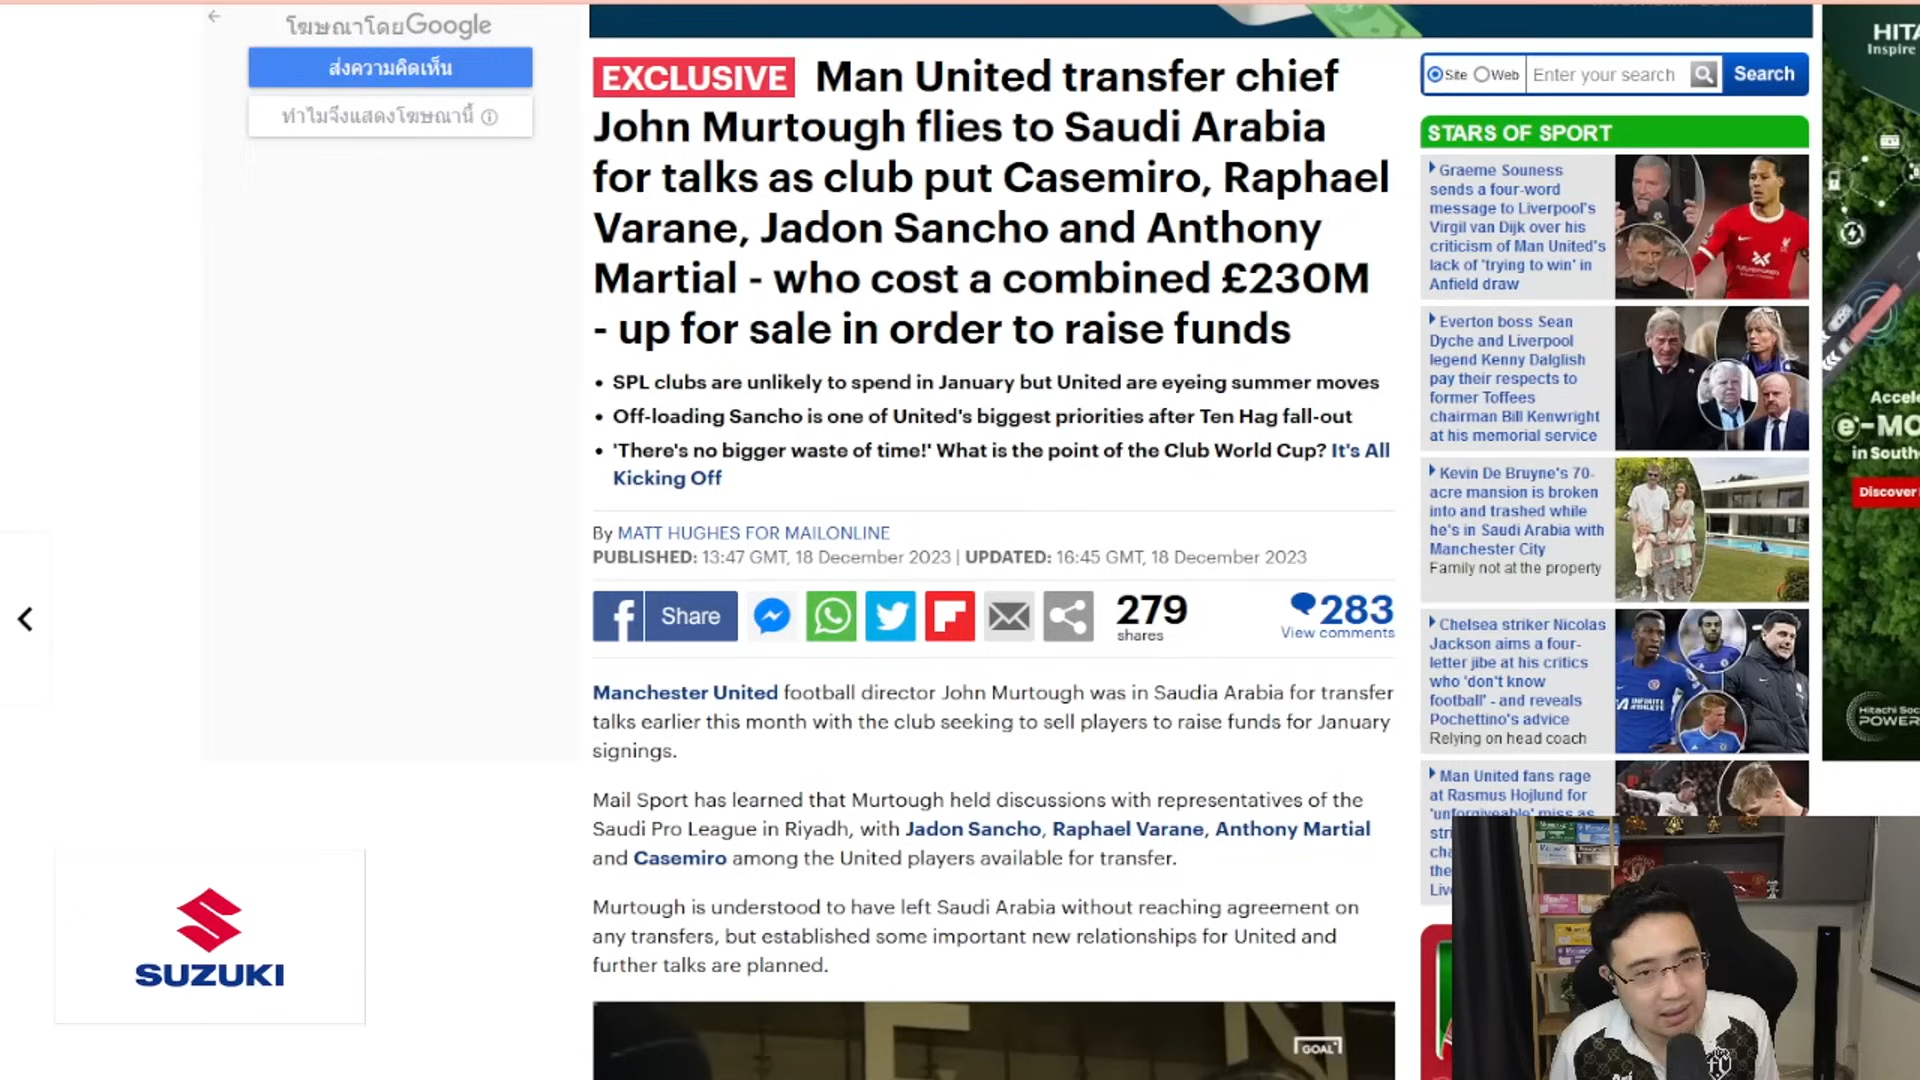 โฆษณาโดย Google
ส่งความคิดเห็น
ทำไมจึงแสดงโฆษณานี้
SUZUKI
EXCLUSIVE Man United transfer chief
John Murtough flies to Saudi Arabia
for talks as club put Casemiro, Raphael
Varane, Jadon Sancho and Anthony
Martial - who cost a combined £230M
- up for sale in order to raise funds
• SPL clubs are unlikely to spend in January but United are eyeing summer moves
• Off-loading Sancho is one of United's biggest priorities after Ten Hag fall-out
• 'There's no bigger waste of time!' What is the point of the Club World Cup? It's All
Kicking Off
By MATT HUGHES FOR MAILONLINE
PUBLISHED: 13:47 GMT, 18 December 2023 | UPDATED: 16:45 GMT, 18 December 2023
f Share
279
shares
283
View comments
Manchester United football director John Murtough was in Saudia Arabia for transfer
talks earlier this month with the club seeking to sell players to raise funds for January
signings.
Mail Sport has learned that Murtough held discussions with representatives of the
Saudi Pro League in Riyadh, with Jadon Sancho, Raphael Varane, Anthony Martial
and Casemiro among the United players available for transfer.
Murtough is understood to have left Saudi Arabia without reaching agreement on
any transfers, but established some important new relationships for United and
further talks are planned.
GOAL
Site Web Enter your search Search
STARS OF SPORT
Graeme Souness
sends a four-word
message to Liverpool's
Virgil van Dijk over his
criticism of Man United's
lack of 'trying to win' in
Anfield draw
Everton boss Sean
Dyche and Liverpool
legend Kenny Dalglish
pay their respects to
former Toffees
chairman Bill Kenwright
at his memorial service
Kevin De Bruyne's 70-
acre mansion is broken
into and trashed while
he's in Saudi Arabia with
Manchester City
Family not at the property
Chelsea striker Nicolas
Jackson aims a four-
letter jibe at his critics
who 'don't know
football' - and reveals
Pochettino's advice
Relying on head coach
Man United fans rage
at Rasmus Hojlund for
'unforgiveable' miss as
HITA
Inspire
Accele
e-MO
in South
Discover
Hitachi Soc
POWER